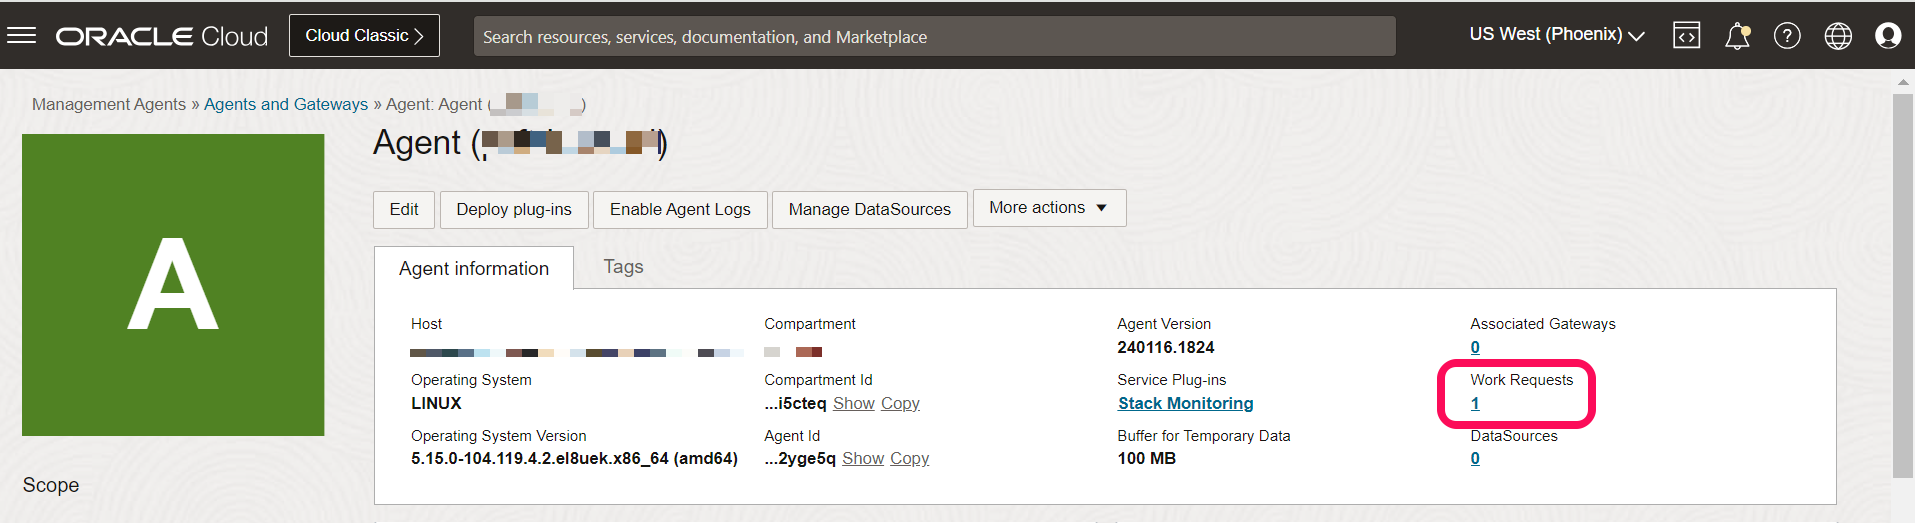 ORACLE Cloud
Cloud Classic
Search resources, services, documentation, and Marketplace
US West (Phoenix)
Management Agents » Agents and Gateways » Agent: Agent ( )
A
Agent ( )
Edit
Deploy plug-ins
Enable Agent Logs
Manage DataSources
More actions
Agent information
Tags
Host
Compartment
Agent Version
240116.1824
Associated Gateways
0
Operating System
LINUX
Compartment Id
...i5cteq Show Copy
Service Plug-ins
Stack Monitoring
Work Requests
1
Operating System Version
5.15.0-104.119.4.2.el8uek.x86_64 (amd64)
Agent Id
...2yge5q Show Copy
Buffer for Temporary Data
100 MB
DataSources
0
Scope